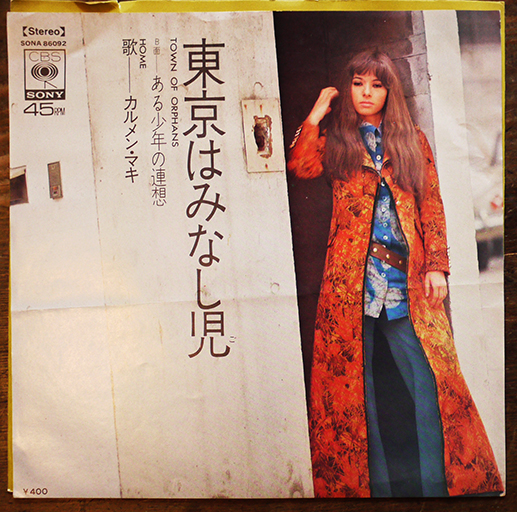 【Stereo】
SONA 86092
CBS
SONY
45RPM
東京はみなし児
ご
TOWN OF ORPHANS
B面—ある少年の連想
HOME
歌—カルメン・マキ
¥400